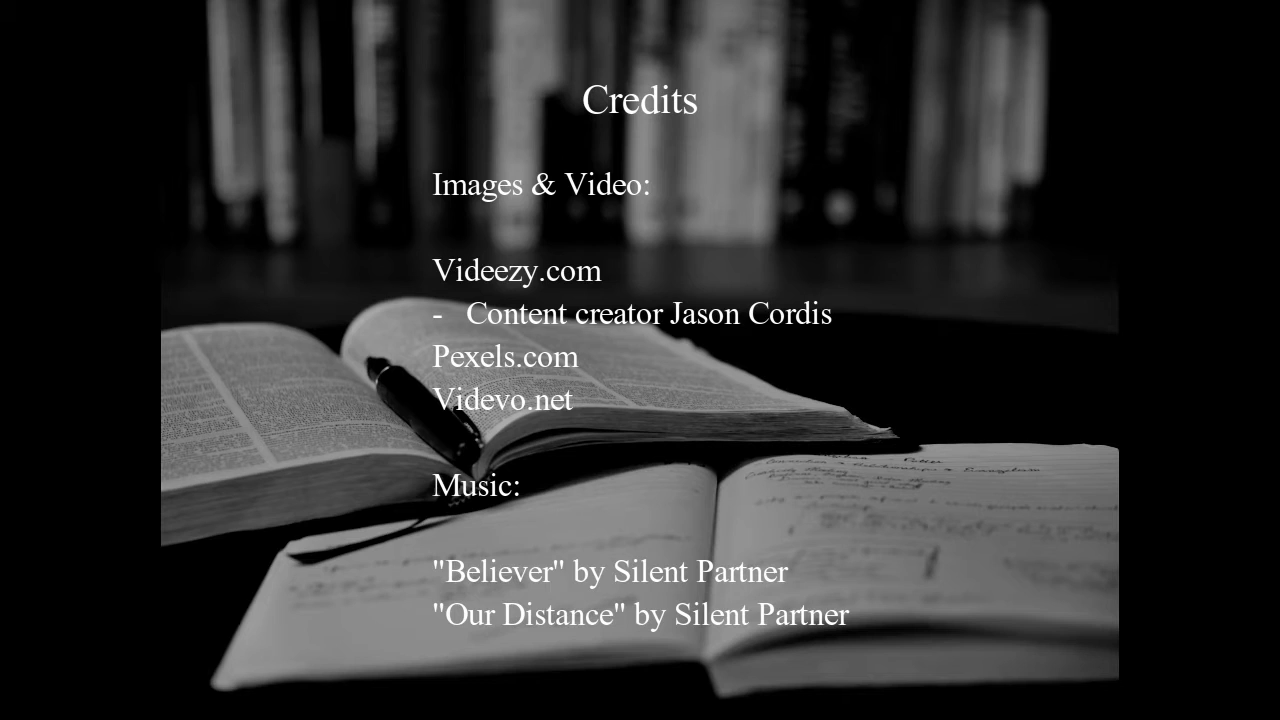 Credits
Images & Video:
Videezy.com
- Content creator Jason Cordis
Pexels.com
Videvo.net
Music:
"Believer" by Silent Partner
"Our Distance" by Silent Partner